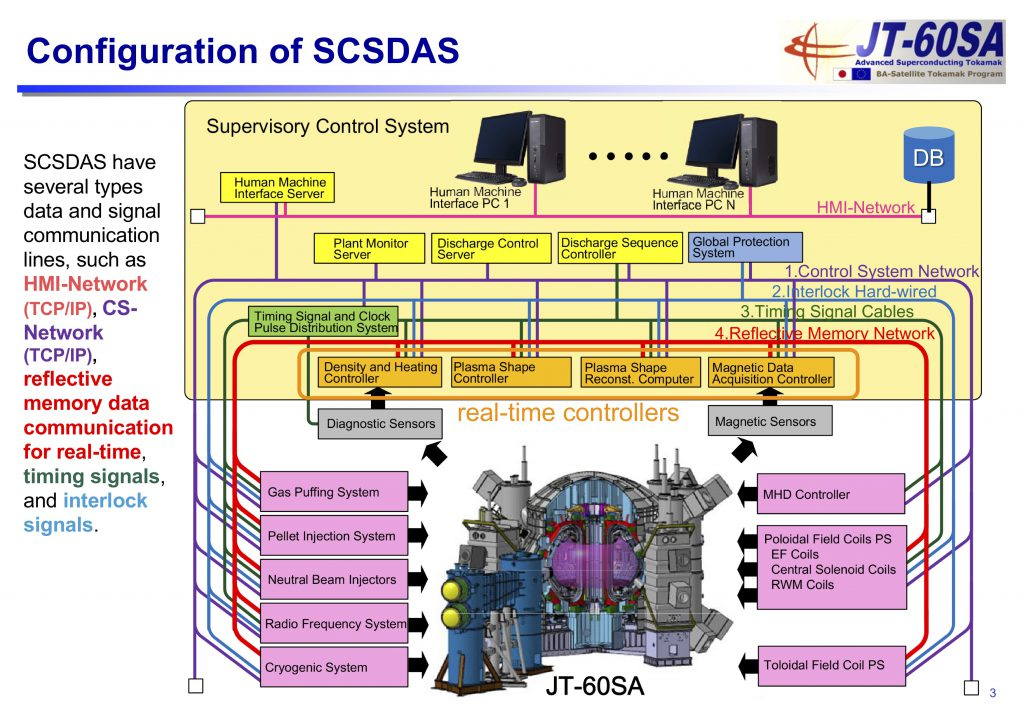 Configuration of SCSDAS
JT-60SA
Advanced Superconducting Tokamak
BA-Satellite Tokamak Program
SCSDAS have
several types
data and signal
communication
lines, such as
HMI-Network
(TCP/IP), CS-
Network
(TCP/IP),
reflective
memory data
communication
for real-time,
timing signals,
and interlock
signals.
Supervisory Control System
Human Machine
Interface Server
Human Machine
Interface PC 1
Human Machine
Interface PC N
DB
HMI-Network
Plant Monitor
Server
Discharge Control
Server
Discharge Sequence
Controller
Global Protection
System
1.Control System Network
2.Interlock Hard-wired
3.Timing Signal Cables
4.Reflective Memory Network
Timing Signal and Clock
Pulse Distribution System
Density and Heating
Controller
Plasma Shape
Controller
Plasma Shape
Reconst. Computer
Magnetic Data
Acquisition Controller
real-time controllers
Diagnostic Sensors
Magnetic Sensors
Gas Puffing System
Pellet Injection System
Neutral Beam Injectors
Radio Frequency System
Cryogenic System
MHD Controller
Poloidal Field Coils PS
EF Coils
Central Solenoid Coils
RWM Coils
Toloidal Field Coil PS
JT-60SA
3